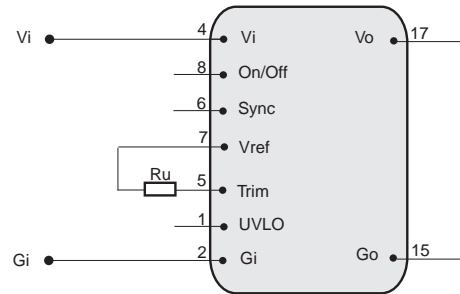 Vi 4 Vi Vo 17
8 On/Off
6 Sync
7 Vref
Ru 5 Trim
1 UVLO
Gi 2 Gi Go 15